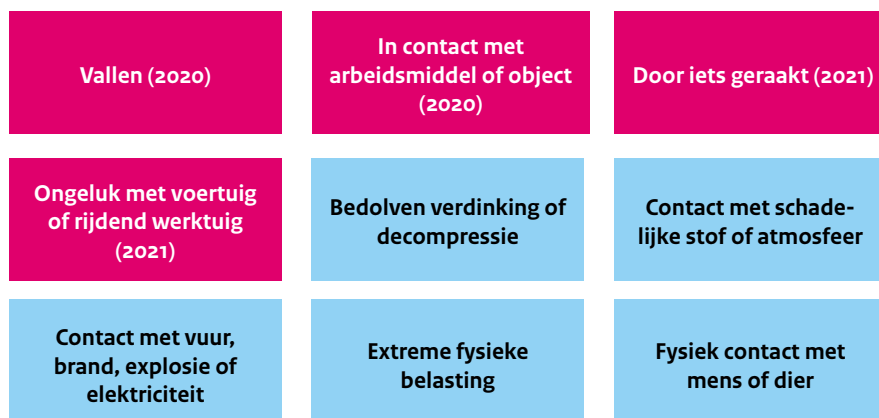 Vallen (2020)
In contact met
arbeidsmiddel of object
(2020)
Door iets geraakt (2021)
Ongeluk met voertuig
of rijdend werktuig
(2021)
Bedolven verdinking of
decompressie
Contact met schade-
lijke stof of atmosfeer
Contact met vuur,
brand, explosie of
elektriciteit
Extreme fysieke
belasting
Fysiek contact met
mens of dier